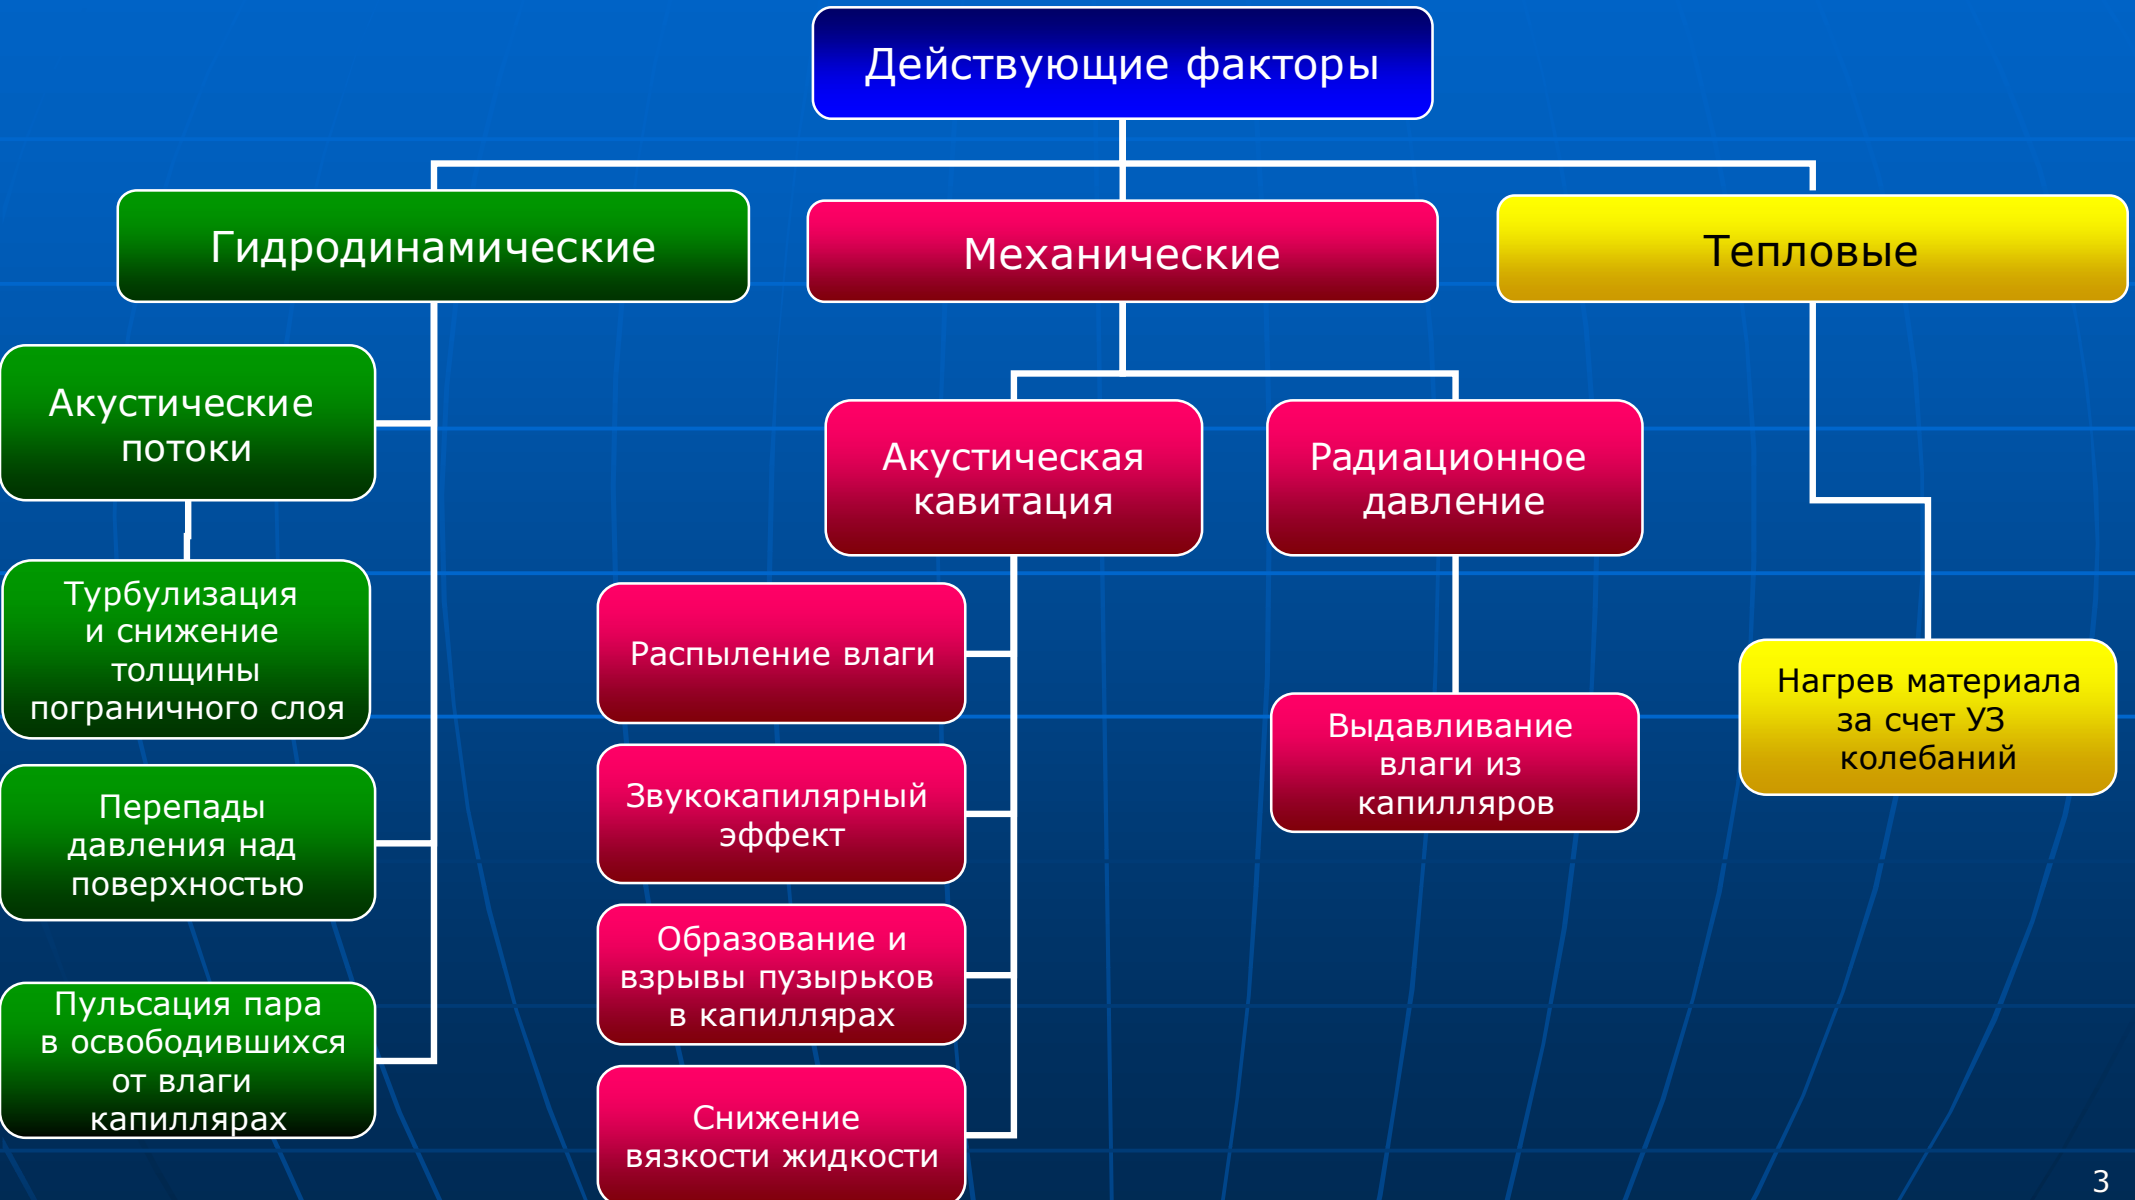 Действующие факторы
Гидродинамические
Механические
Тепловые
Акустические
потоки
Турбулизация
и снижение
толщины
пограничного слоя
Перепады
давления над
поверхностью
Пульсация пара
в освободившихся
от влаги
капиллярах
Акустическая
кавитация
Распыление влаги
Звукокапилярный
эффект
Образование и
взрывы пузырьков
в капиллярах
Снижение
вязкости жидкости
Радиационное
давление
Выдавливание
влаги из
капилляров
Нагрев материала
за счет УЗ
колебаний
3